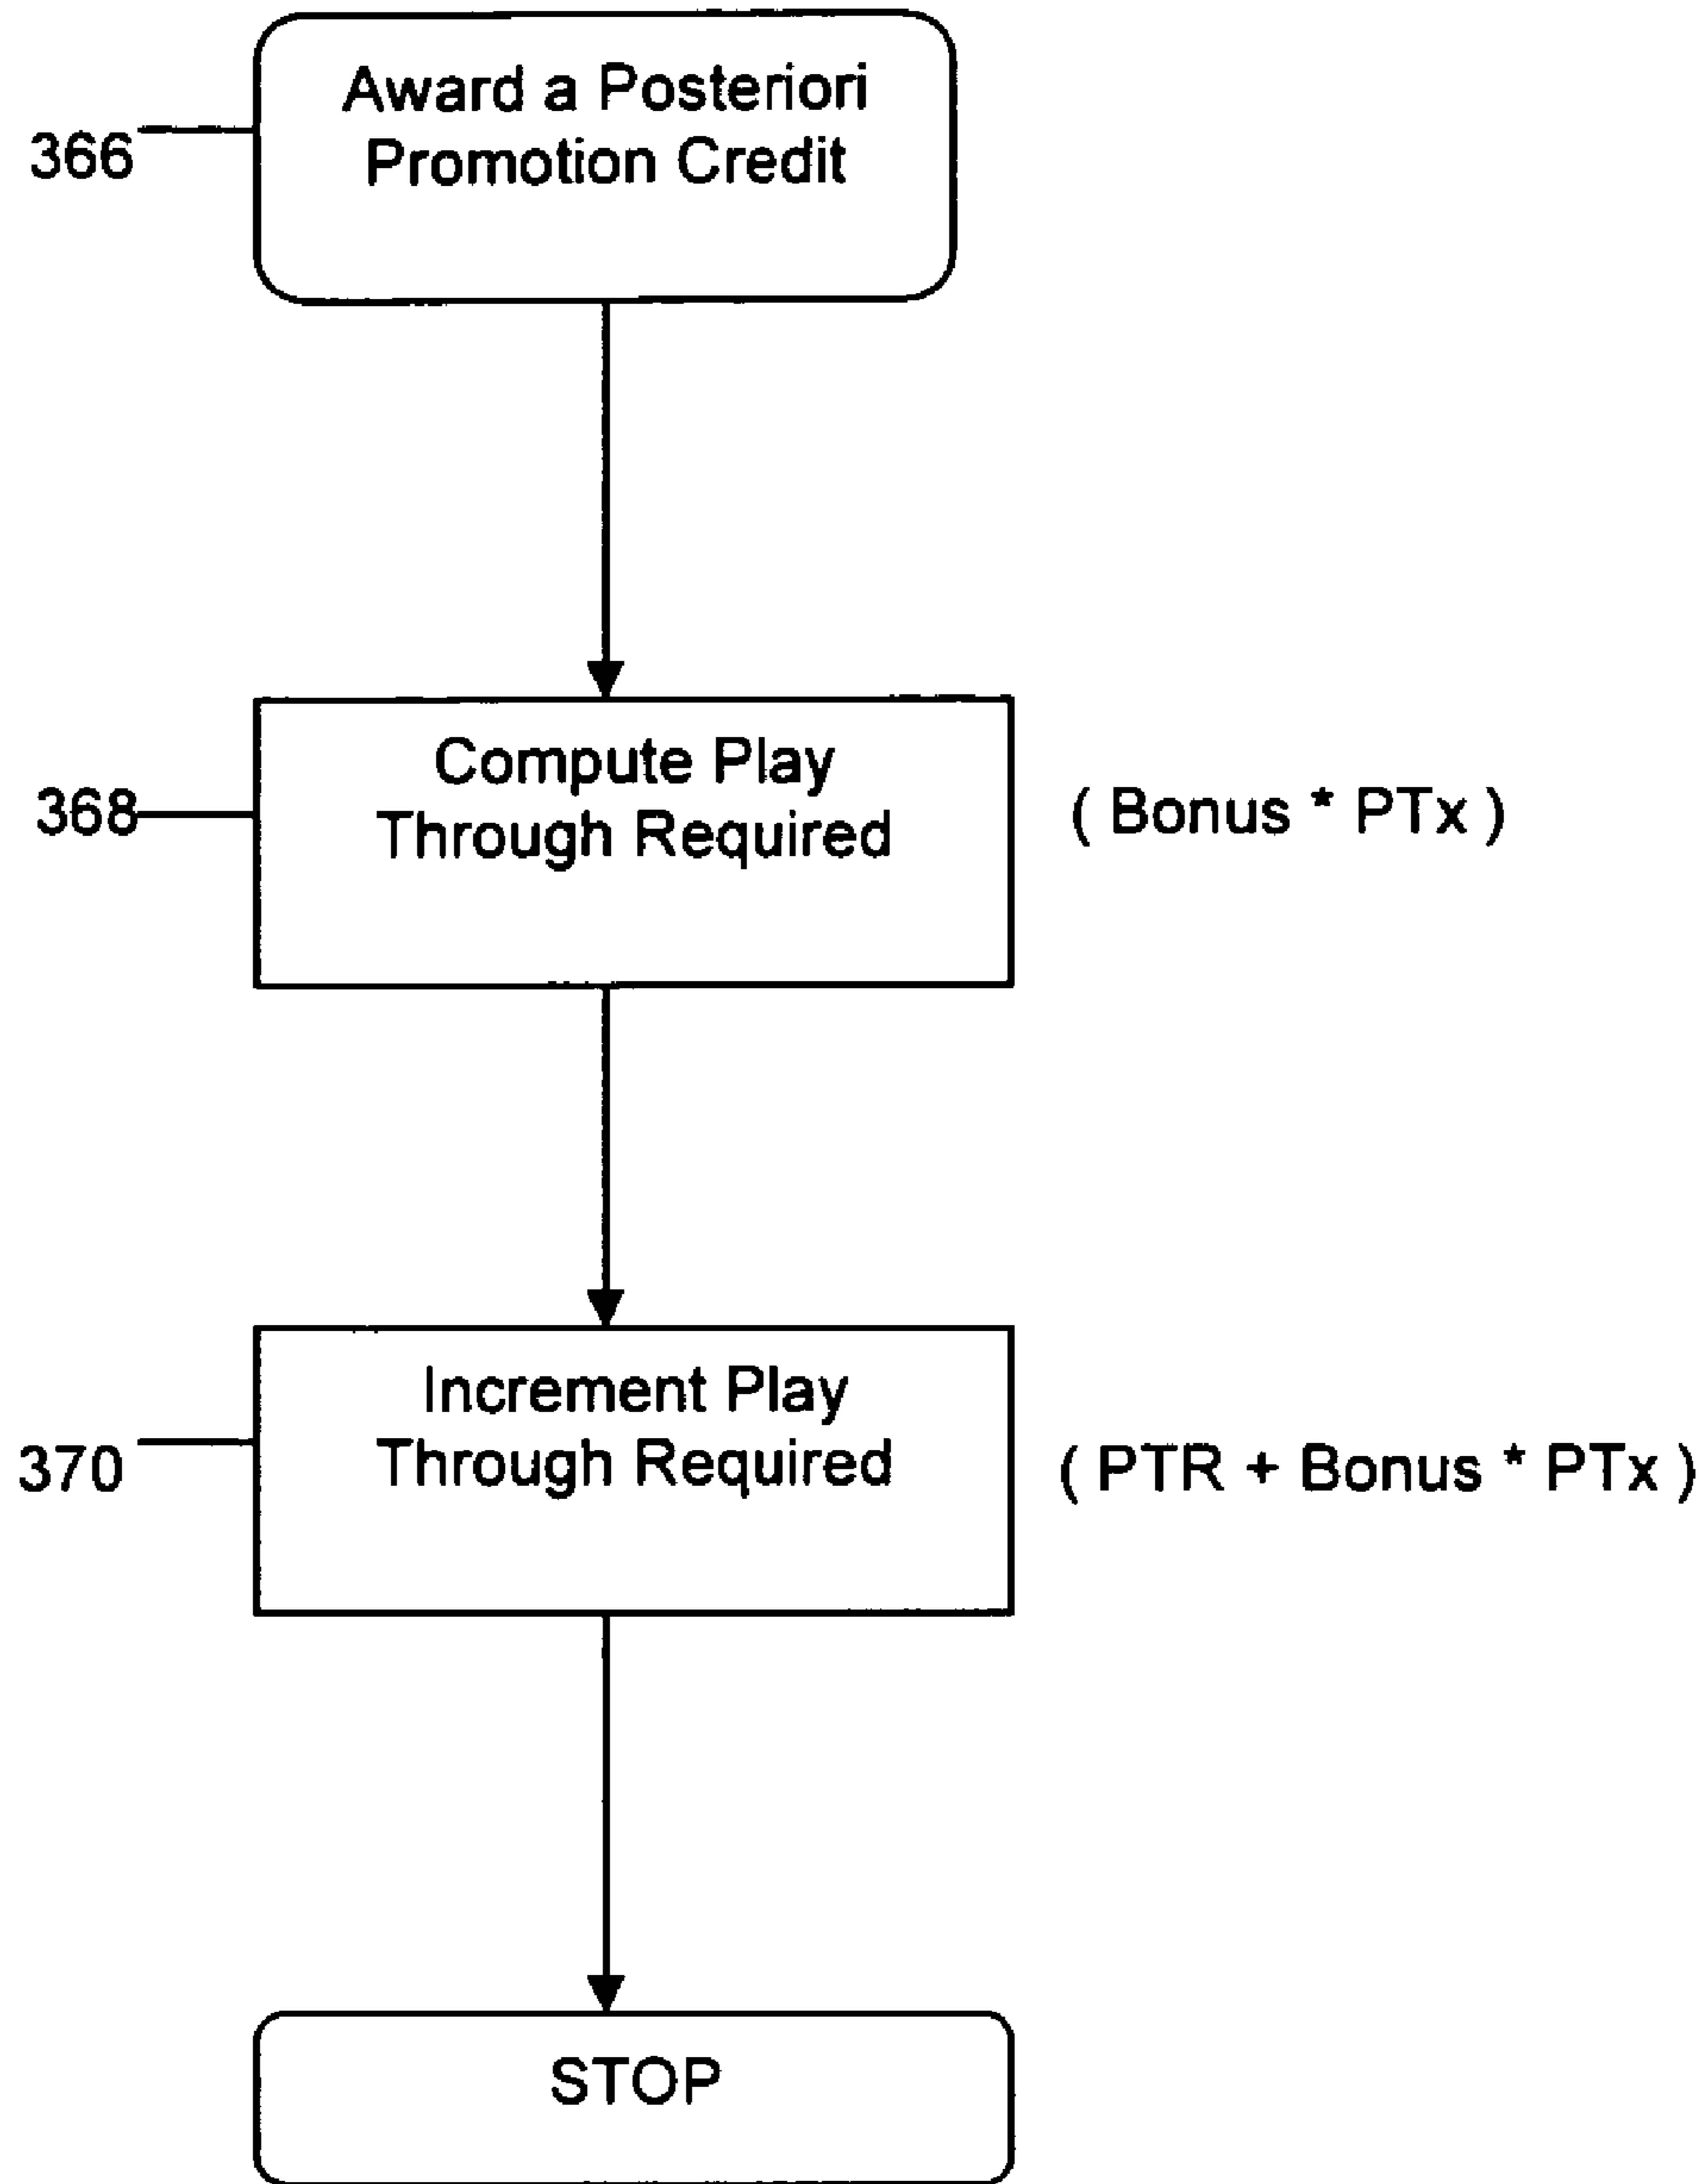 Award a Posteriori
Promotion Credit
366
Compute Play
Through Required
368
( Bonus * PTx )
Increment Play
Through Required
370
( PTR + Bonus * PTx )
STOP